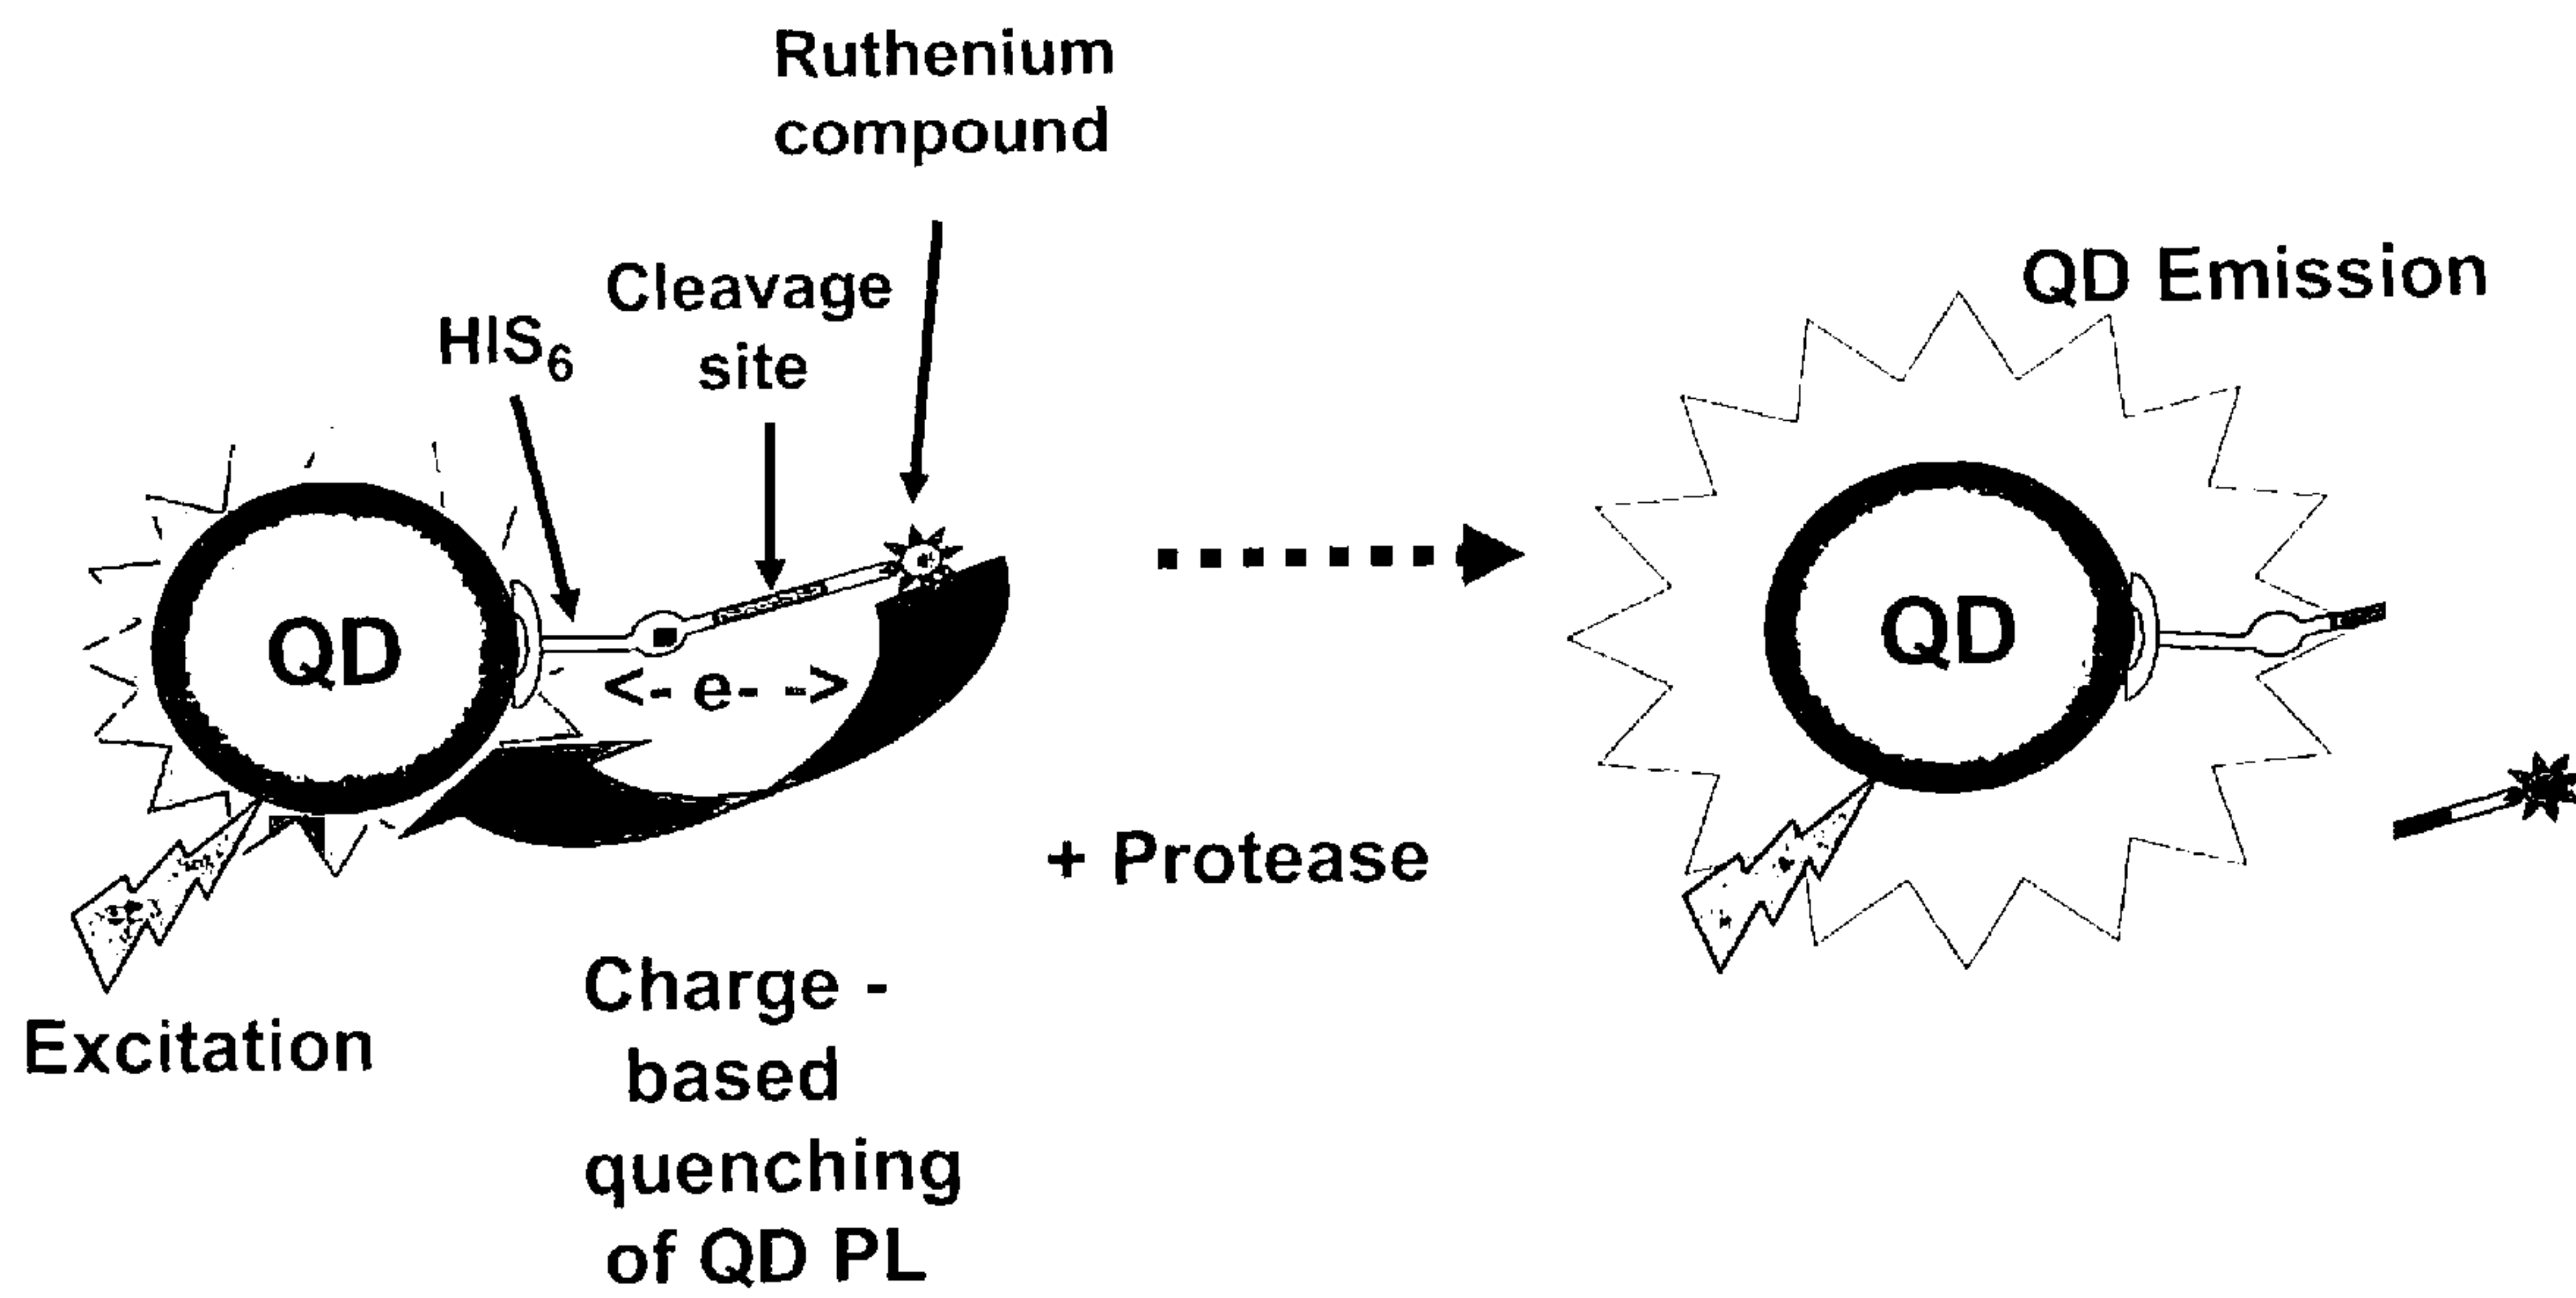 Ruthenium
compound
Cleavage
site
HIS6
QD Emission
QD
<- e- ->
QD
+ Protease
Excitation
Charge -
based
quenching
of QD PL